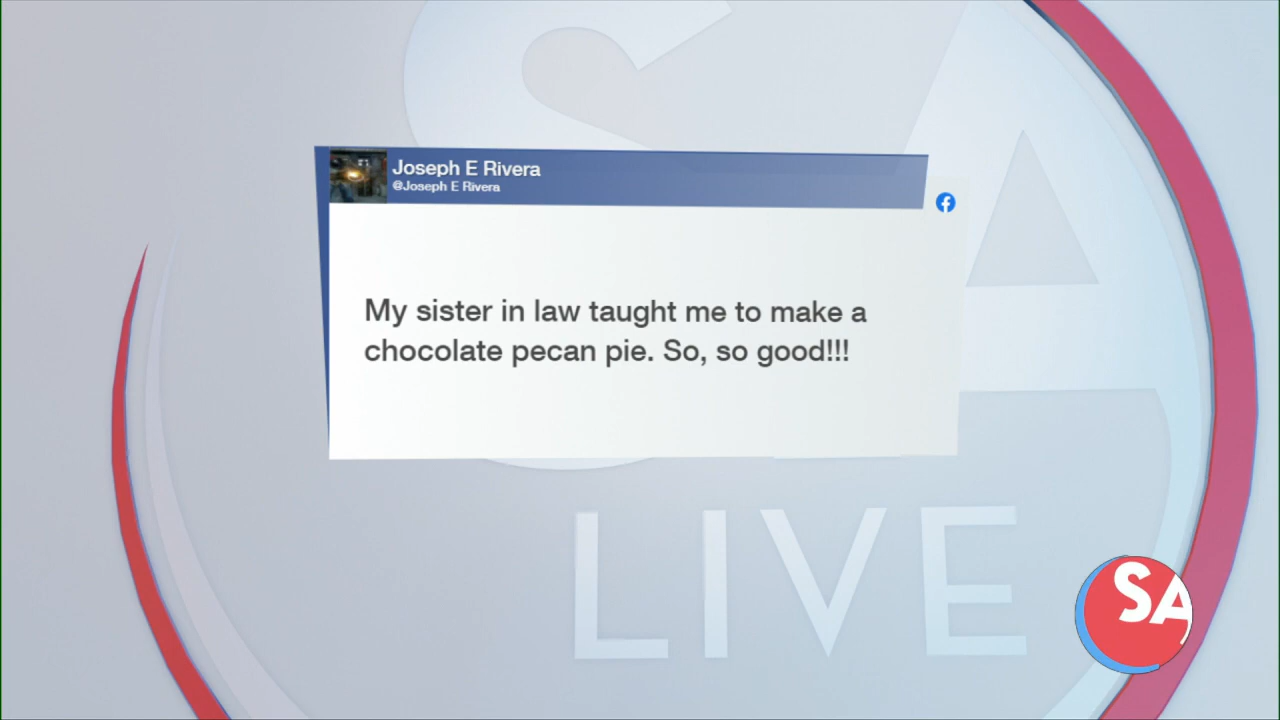 Joseph E Rivera
@Joseph E Rivera
My sister in law taught me to make a
chocolate pecan pie. So, so good!!!
SA
LIVE
SA